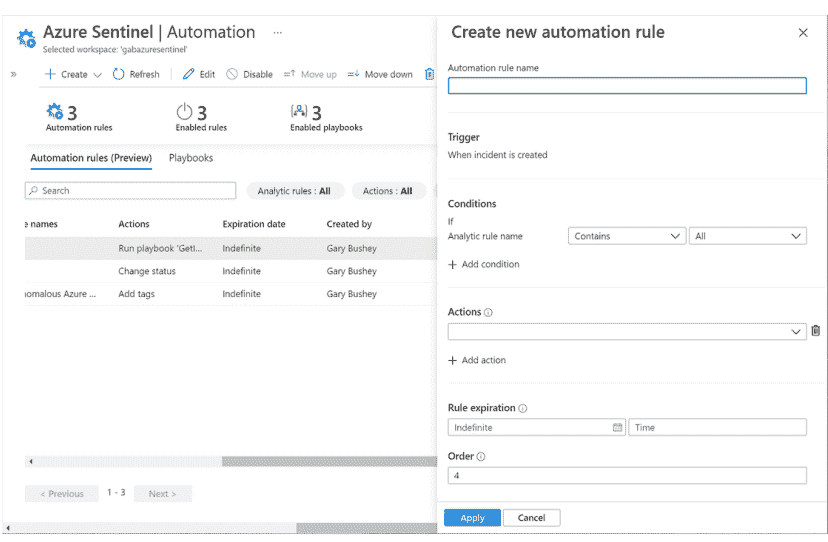 Azure Sentinel | Automation ...
Selected workspace: 'gabazuresentinel'
» + Create Refresh Edit Disable Move up Move down
3
Automation rules
3
Enabled rules
3
Enabled playbooks
Automation rules (Preview) Playbooks
Search Analytic rules : All Actions : All
e names Actions Expiration date Created by
Run playbook 'Geti... Indefinite Gary Bushey
Change status Indefinite Gary Bushey
nomalous Azure ... Add tags Indefinite Gary Bushey
< Previous 1 - 3 Next >
Create new automation rule
Automation rule name
Trigger
When incident is created
Conditions
If
Analytic rule name Contains All
+ Add condition
Actions
+ Add action
Rule expiration
Indefinite Time
Order
4
Apply Cancel